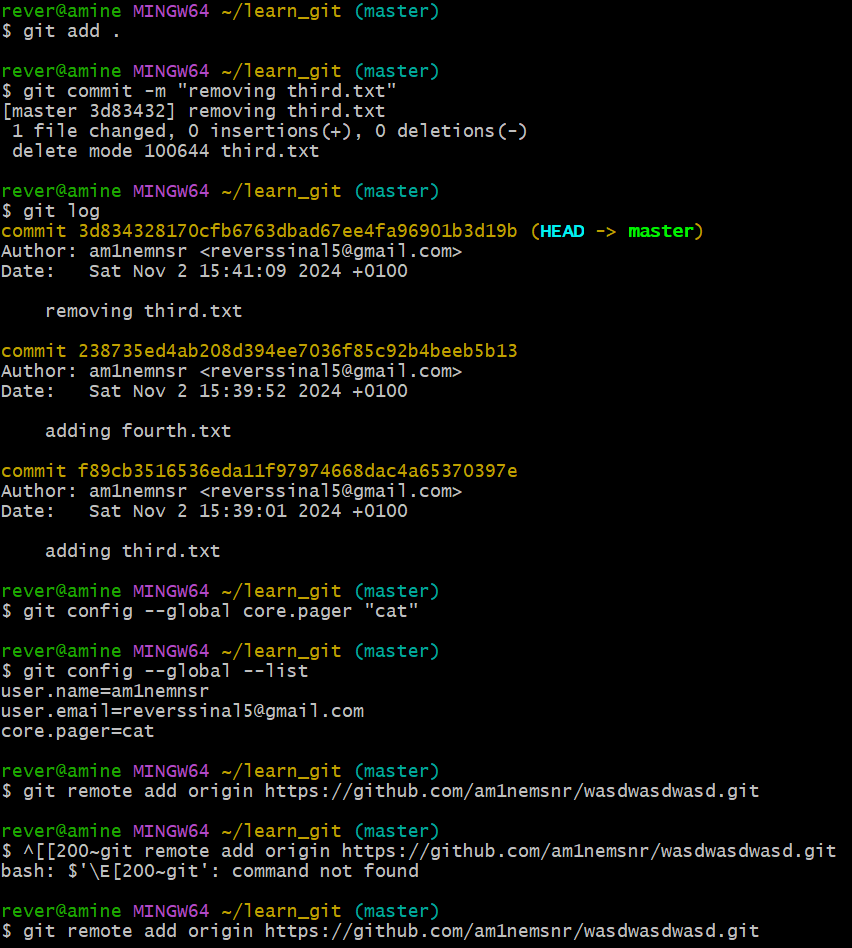 rever@amine MINGW64 ~/learn_git (master)
$ git add .
rever@amine MINGW64 ~/learn_git (master)
$ git commit -m "removing third.txt"
[master 3d83432] removing third.txt
 1 file changed, 0 insertions(+), 0 deletions(-)
 delete mode 100644 third.txt
rever@amine MINGW64 ~/learn_git (master)
$ git log
commit 3d834328170cfb6763dbad67ee4fa96901b3d19b (HEAD -> master)
Author: am1nemnsr <reverssinal5@gmail.com>
Date:   Sat Nov 2 15:41:09 2024 +0100
    removing third.txt
commit 238735ed4ab208d394ee7036f85c92b4beeb5b13
Author: am1nemnsr <reverssinal5@gmail.com>
Date:   Sat Nov 2 15:39:52 2024 +0100
    adding fourth.txt
commit f89cb3516536eda11f97974668dac4a65370397e
Author: am1nemnsr <reverssinal5@gmail.com>
Date:   Sat Nov 2 15:39:01 2024 +0100
    adding third.txt
rever@amine MINGW64 ~/learn_git (master)
$ git config --global core.pager "cat"
rever@amine MINGW64 ~/learn_git (master)
$ git config --global --list
user.name=am1nemnsr
user.email=reverssinal5@gmail.com
core.pager=cat
rever@amine MINGW64 ~/learn_git (master)
$ git remote add origin https://github.com/am1nemsnr/wasdwasdwasd.git
rever@amine MINGW64 ~/learn_git (master)
$ ^[[200~git remote add origin https://github.com/am1nemsnr/wasdwasdwasd.git
bash: $'\E[200~git': command not found
rever@amine MINGW64 ~/learn_git (master)
$ git remote add origin https://github.com/am1nemsnr/wasdwasdwasd.git